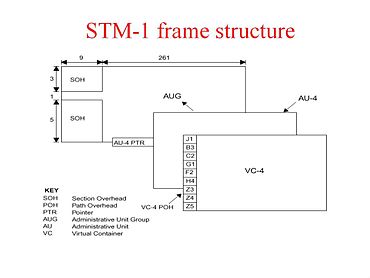 STM-1 frame structure
9
261
3
SOH
AUG
AU-4
1
5
SOH
AU-4 PTR
J1
B3
C2
G1
F2
H4
Z3
Z4
Z5
VC-4
VC-4 POH
KEY
SOH Section Overhead
POH Path Overhead
PTR Pointer
AUG Administrative Unit Group
AU Administrative Unit
VC Virtual Container